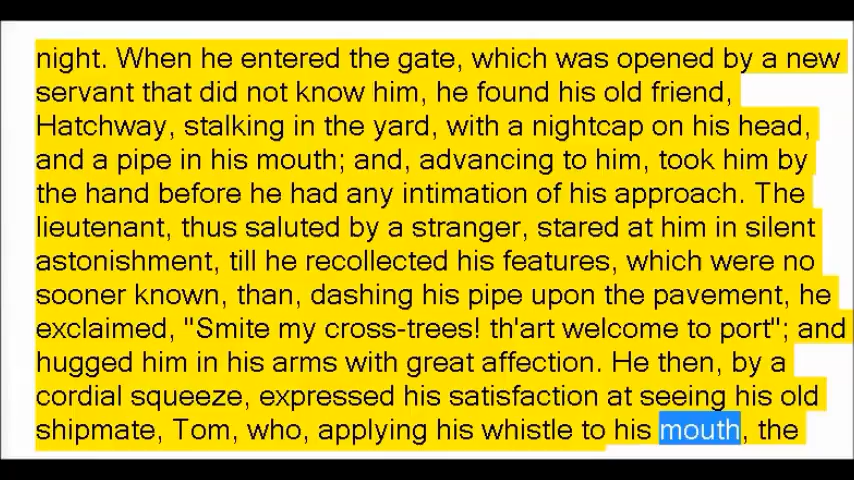 night. When he entered the gate, which was opened by a new
servant that did not know him, he found his old friend,
Hatchway, stalking in the yard, with a nightcap on his head,
and a pipe in his mouth; and, advancing to him, took him by
the hand before he had any intimation of his approach. The
lieutenant, thus saluted by a stranger, stared at him in silent
astonishment, till he recollected his features, which were no
sooner known, than, dashing his pipe upon the pavement, he
exclaimed, "Smite my cross-trees! th'art welcome to port"; and
hugged him in his arms with great affection. He then, by a
cordial squeeze, expressed his satisfaction at seeing his old
shipmate, Tom, who, applying his whistle to his mouth, the